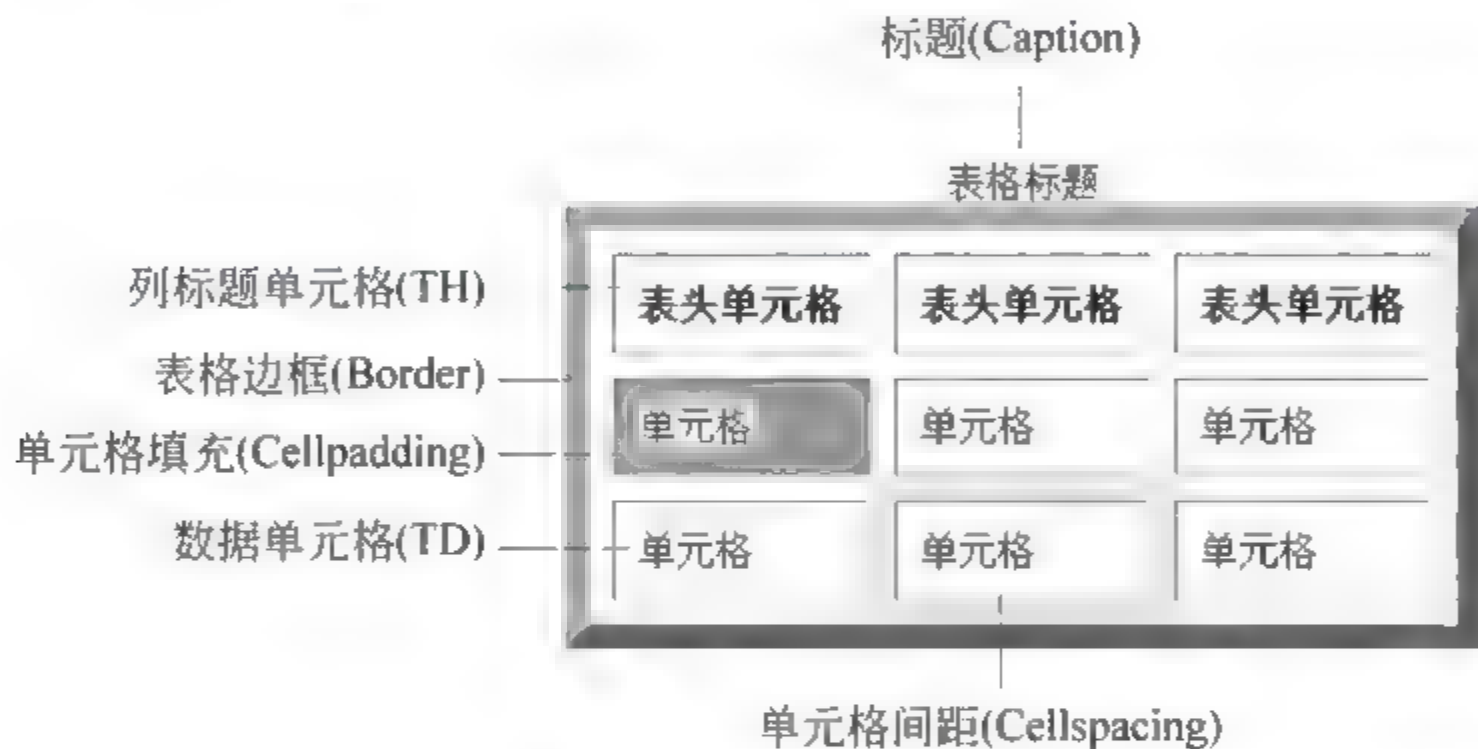 标题(Caption)
表格标题
列标题单元格(TH)
表头单元格 表头单元格 表头单元格
表格边框(Border)
单元格 单元格 单元格
单元格填充(Cellpadding)
数据单元格(TD)
单元格 单元格 单元格
单元格间距(Cellspacing)